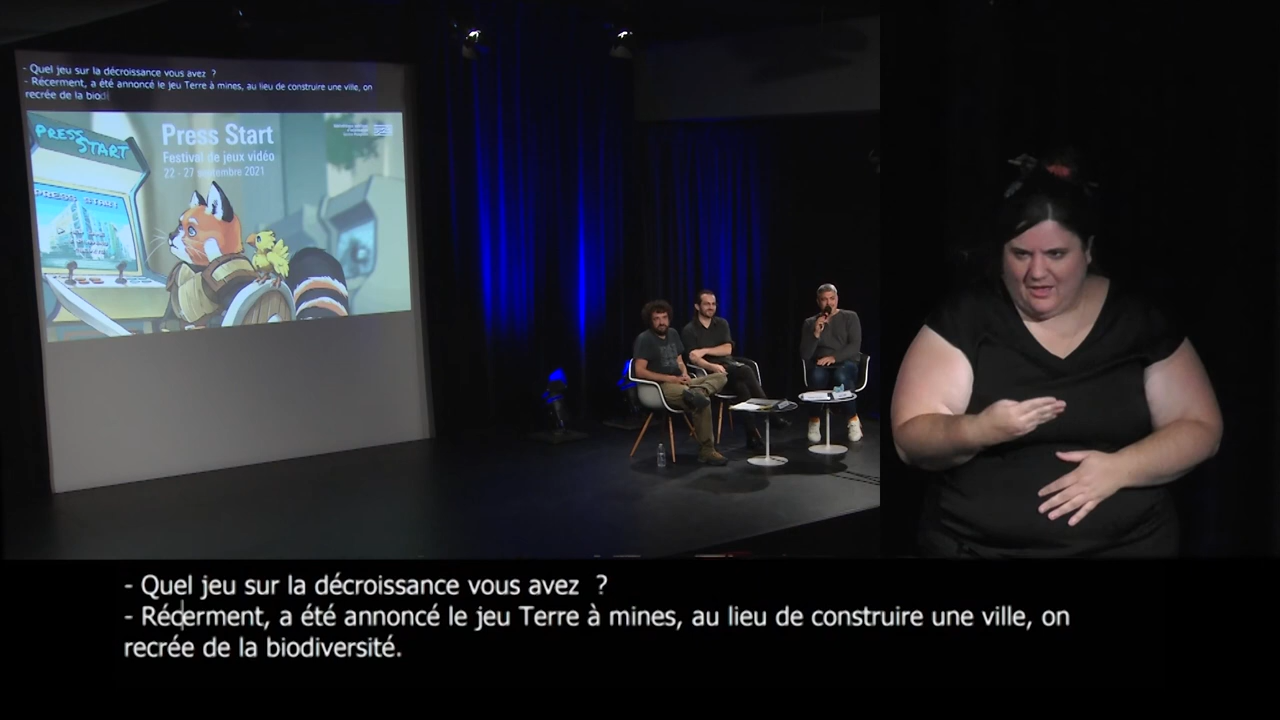 - Quel jeu sur la décroissance vous avez ?
- Récerment, a été annoncé le jeu Terre à mines, au lieu de construire une ville, on
recrée de la biodi
PRESS
START
Press Start
Festival de jeux vidéo
22 - 27 septembre 2021
PRESS START
- Quel jeu sur la décroissance vous avez ?
- Récerment, a été annoncé le jeu Terre à mines, au lieu de construire une ville, on
recrée de la biodiversité.